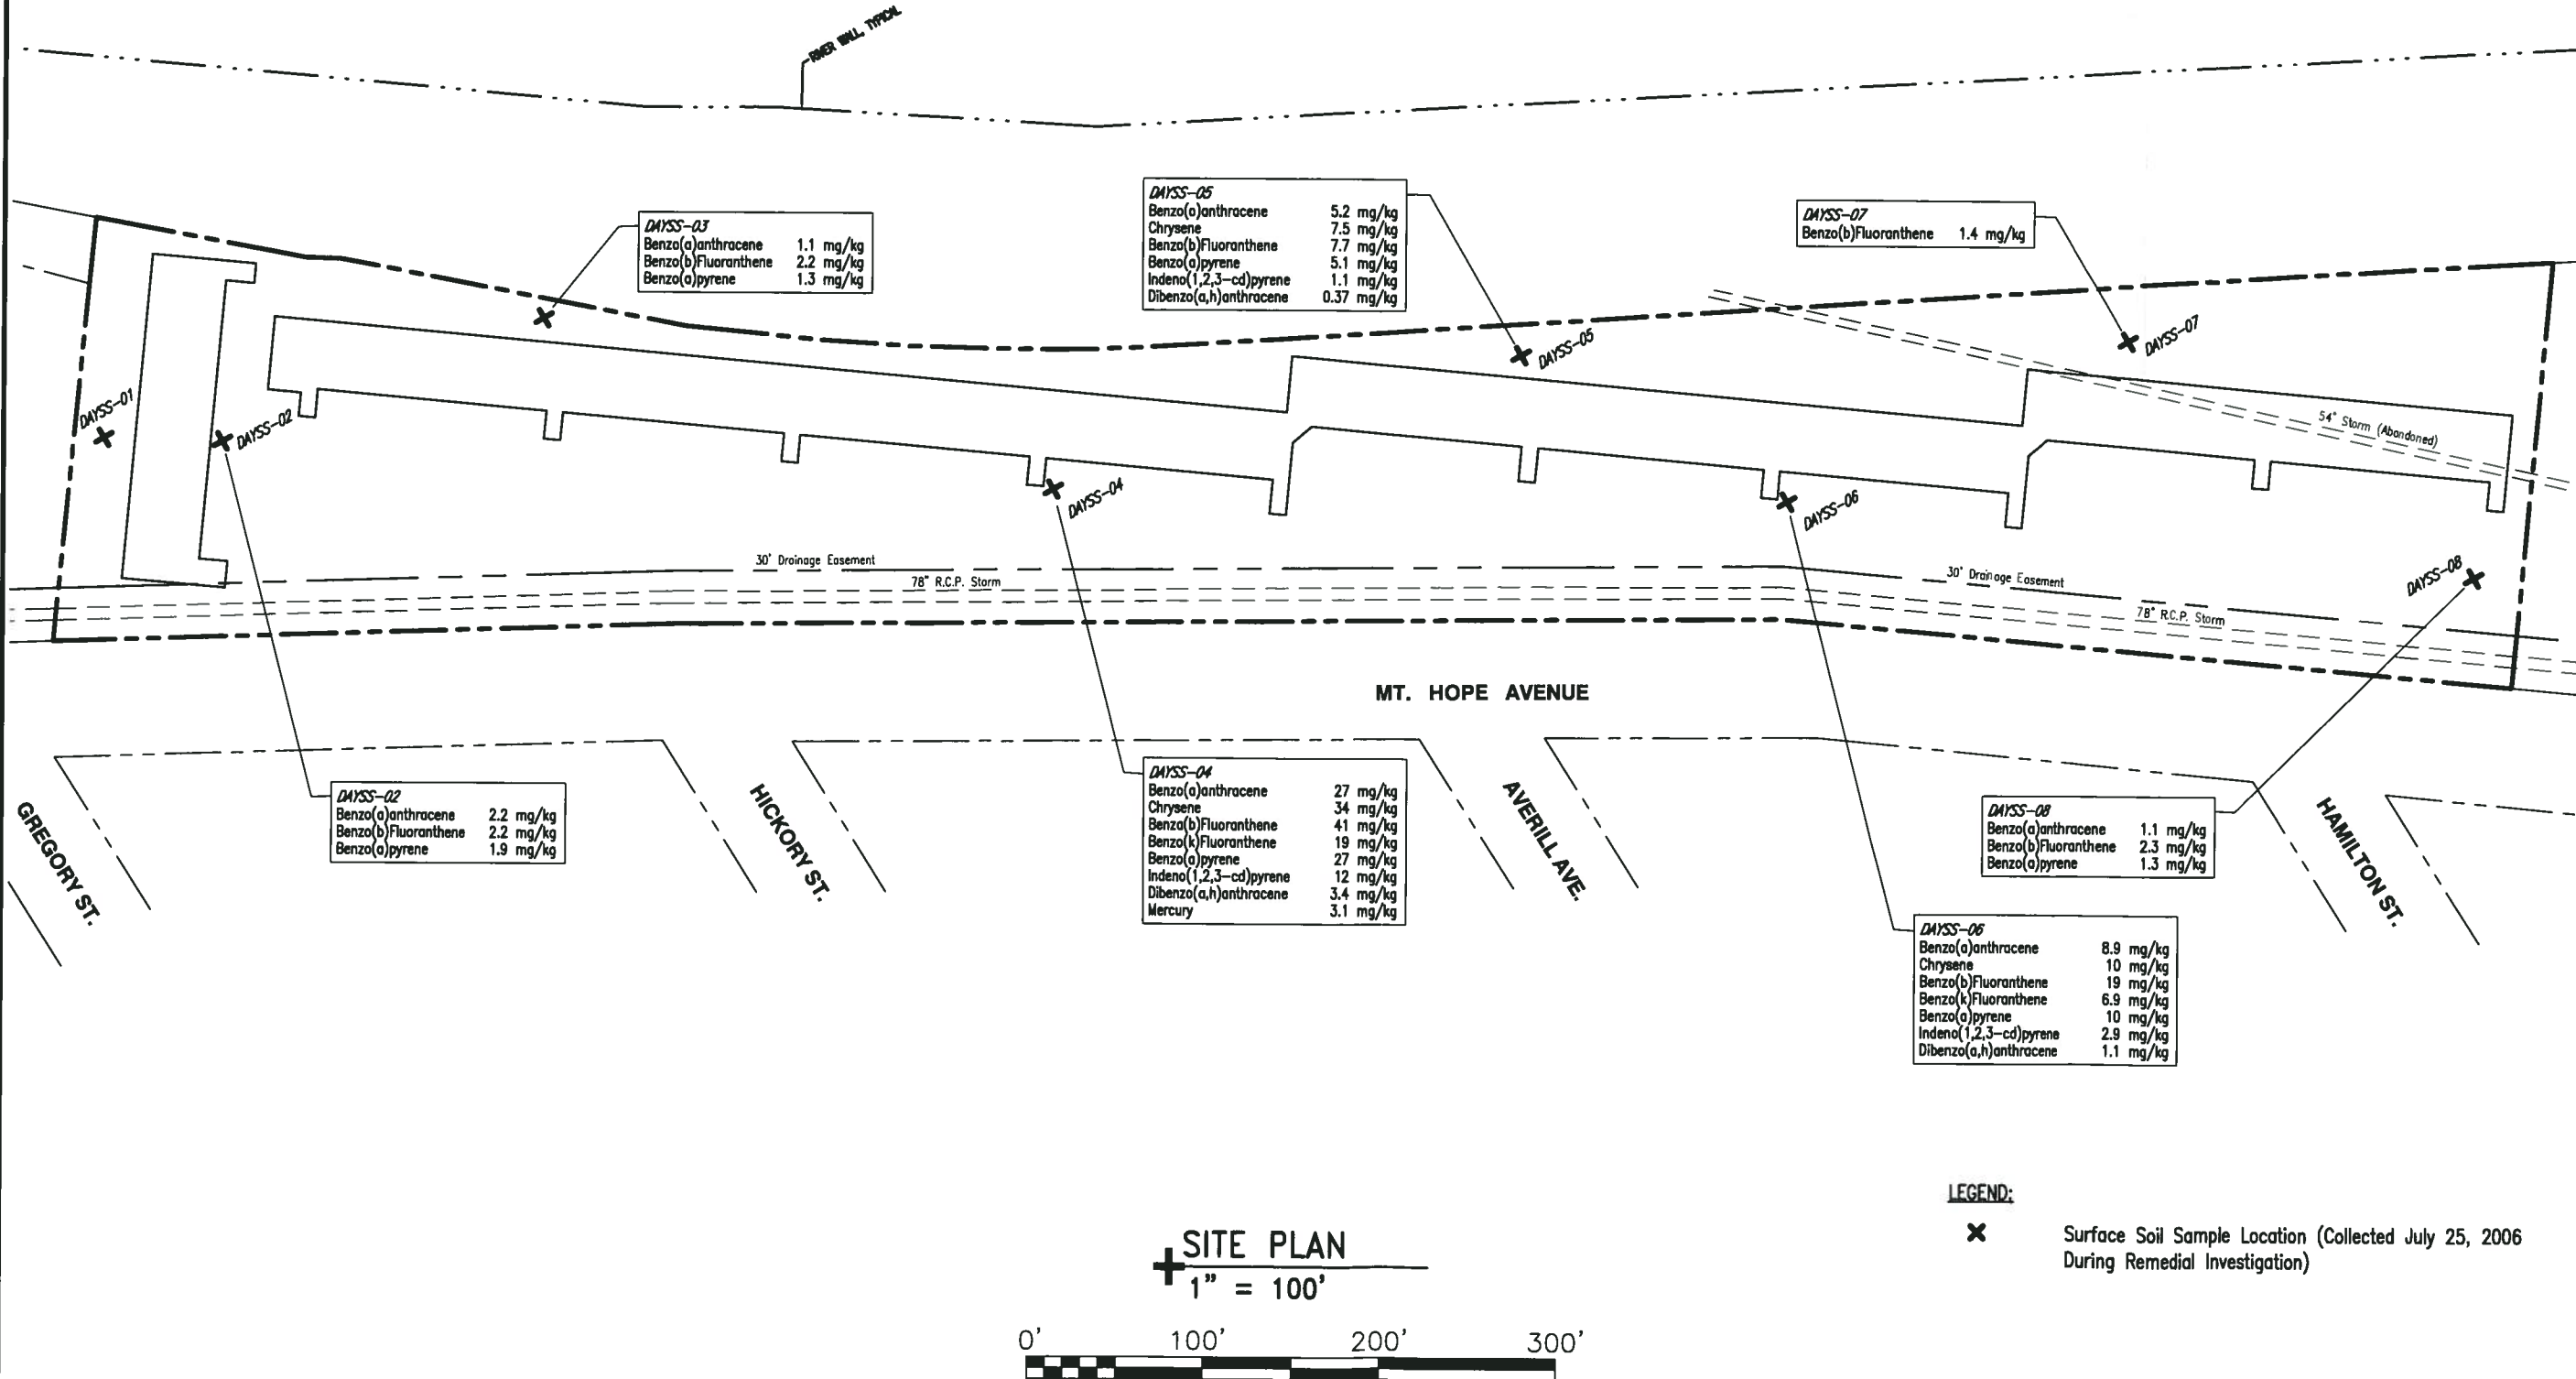 RIVER WALL, TYPICAL
DAYSS-03
Benzo(a)anthracene 1.1 mg/kg
Benzo(b)Fluoranthene 2.2 mg/kg
Benzo(a)pyrene 1.3 mg/kg
DAYSS-05
Benzo(a)anthracene 5.2 mg/kg
Chrysene 7.5 mg/kg
Benzo(b)Fluoranthene 7.7 mg/kg
Benzo(a)pyrene 5.1 mg/kg
Indeno(1,2,3-cd)pyrene 1.1 mg/kg
Dibenzo(a,h)anthracene 0.37 mg/kg
DAYSS-07
Benzo(b)Fluoranthene 1.4 mg/kg
DAYSS-05
DAYSS-07
DAYSS-01
DAYSS-02
DAYSS-04
DAYSS-06
54" Storm (Abandoned)
DAYSS-08
30' Drainage Easement
78" R.C.P. Storm
30' Drainage Easement
78" R.C.P. Storm
MT. HOPE AVENUE
GREGORY ST.
HICKORY ST.
AVERILL AVE.
HAMILTON ST.
DAYSS-02
Benzo(a)anthracene 2.2 mg/kg
Benzo(b)Fluoranthene 2.2 mg/kg
Benzo(a)pyrene 1.9 mg/kg
DAYSS-04
Benzo(a)anthracene 27 mg/kg
Chrysene 34 mg/kg
Benzo(b)Fluoranthene 41 mg/kg
Benzo(k)Fluoranthene 19 mg/kg
Benzo(a)pyrene 27 mg/kg
Indeno(1,2,3-cd)pyrene 12 mg/kg
Dibenzo(a,h)anthracene 3.4 mg/kg
Mercury 3.1 mg/kg
DAYSS-08
Benzo(a)anthracene 1.1 mg/kg
Benzo(b)Fluoranthene 2.3 mg/kg
Benzo(a)pyrene 1.3 mg/kg
DAYSS-06
Benzo(a)anthracene 8.9 mg/kg
Chrysene 10 mg/kg
Benzo(b)Fluoranthene 19 mg/kg
Benzo(k)Fluoranthene 6.9 mg/kg
Benzo(a)pyrene 10 mg/kg
Indeno(1,2,3-cd)pyrene 2.9 mg/kg
Dibenzo(a,h)anthracene 1.1 mg/kg
LEGEND:
Surface Soil Sample Location (Collected July 25, 2006
During Remedial Investigation)
SITE PLAN
1" = 100'
0' 100' 200' 300'